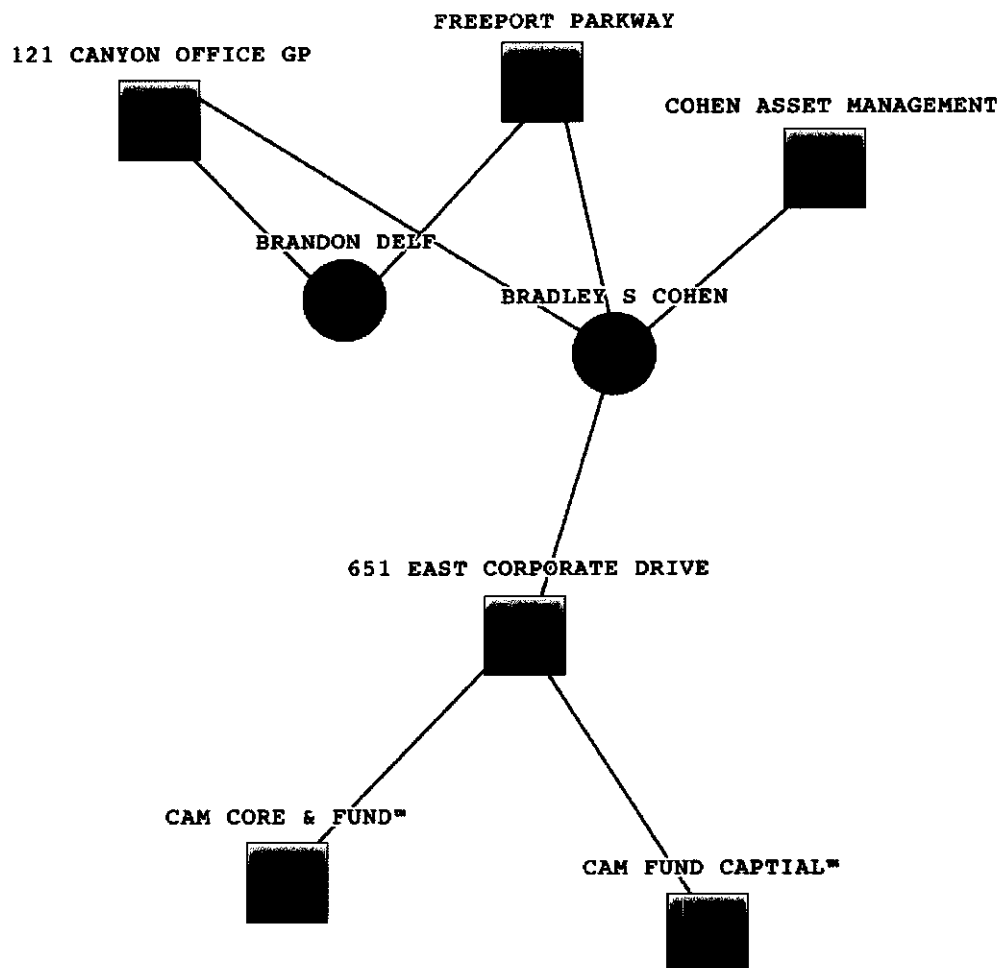 FREEPORT PARKWAY
121 CANYON OFFICE GP
COHEN ASSET MANAGEMENT
BRANDON DELF
BRADLEY S COHEN
651 EAST CORPORATE DRIVE
CAM CORE & FUND™
CAM FUND CAPTIAL™